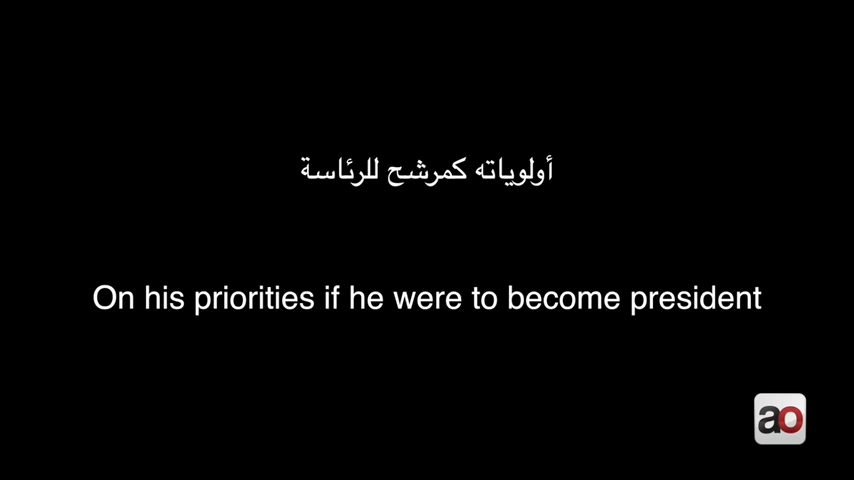 أولوياته كمرشح للرئاسة
On his priorities if he were to become president
ao